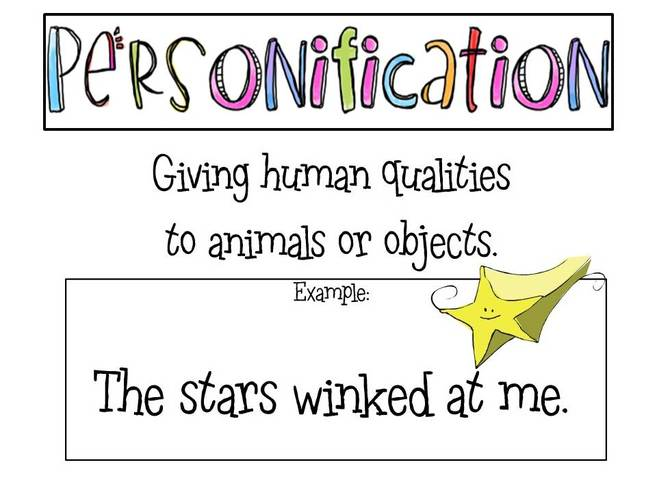 PeRSONification
Giving human qualities
to animals or objects.
Example:
The stars winked at me.